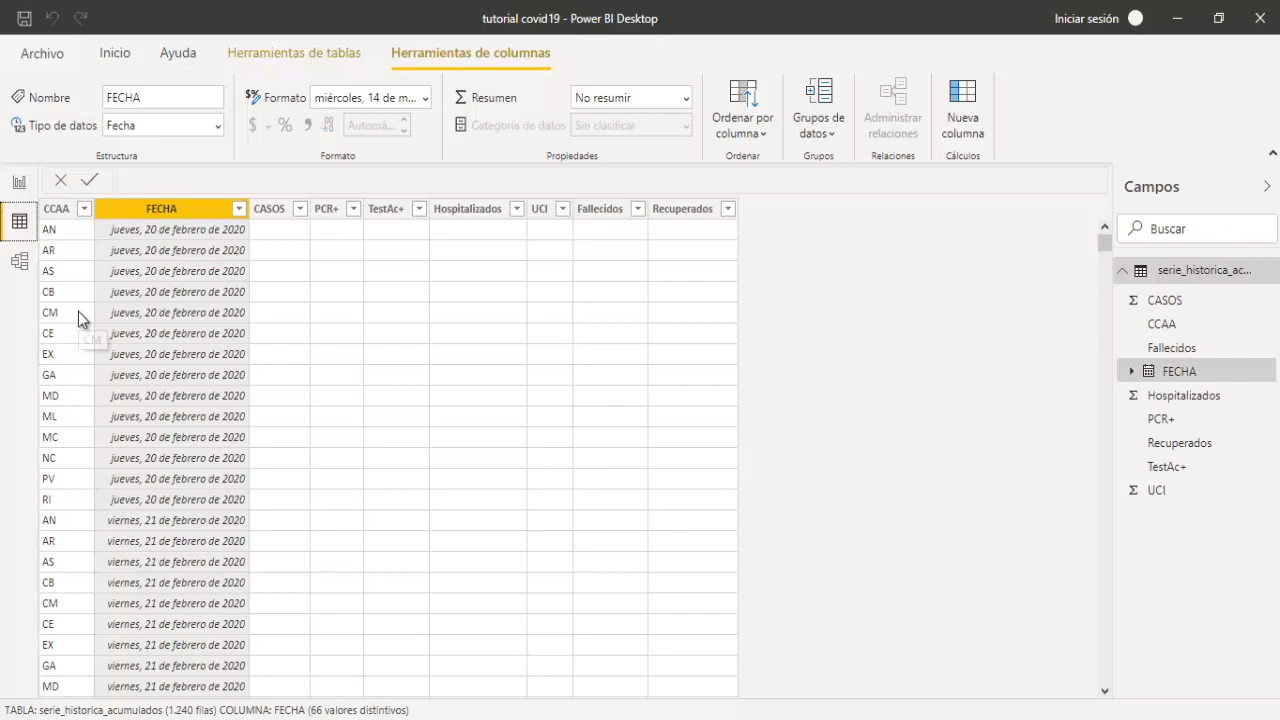 tutorial covid19 - Power BI Desktop
Iniciar sesión
Archivo Inicio Ayuda Herramientas de tablas Herramientas de columnas
Nombre FECHA
Formato miércoles, 14 de m...
Resumen No resumir
Tipo de datos Fecha
$ % Automá...
Categoría de datos Sin clasificar
Ordenar por columna
Grupos de datos
Administrar relaciones
Nueva columna
Estructura Formato Propiedades Ordenar Grupos Relaciones Cálculos
CCAA FECHA CASOS PCR+ TestAc+ Hospitalizados UCI Fallecidos Recuperados
AN jueves, 20 de febrero de 2020
AR jueves, 20 de febrero de 2020
AS jueves, 20 de febrero de 2020
CB jueves, 20 de febrero de 2020
CM jueves, 20 de febrero de 2020
CE jueves, 20 de febrero de 2020
CM
EX jueves, 20 de febrero de 2020
GA jueves, 20 de febrero de 2020
MD jueves, 20 de febrero de 2020
ML jueves, 20 de febrero de 2020
MC jueves, 20 de febrero de 2020
NC jueves, 20 de febrero de 2020
PV jueves, 20 de febrero de 2020
RI jueves, 20 de febrero de 2020
AN viernes, 21 de febrero de 2020
AR viernes, 21 de febrero de 2020
AS viernes, 21 de febrero de 2020
CB viernes, 21 de febrero de 2020
CM viernes, 21 de febrero de 2020
CE viernes, 21 de febrero de 2020
EX viernes, 21 de febrero de 2020
GA viernes, 21 de febrero de 2020
MD viernes, 21 de febrero de 2020
Campos
Buscar
serie_historica_ac...
Σ CASOS
CCAA
Fallecidos
FECHA
Σ Hospitalizados
PCR+
Recuperados
TestAc+
Σ UCI
TABLA: serie_historica_acumulados (1.240 filas) COLUMNA: FECHA (66 valores distintivos)